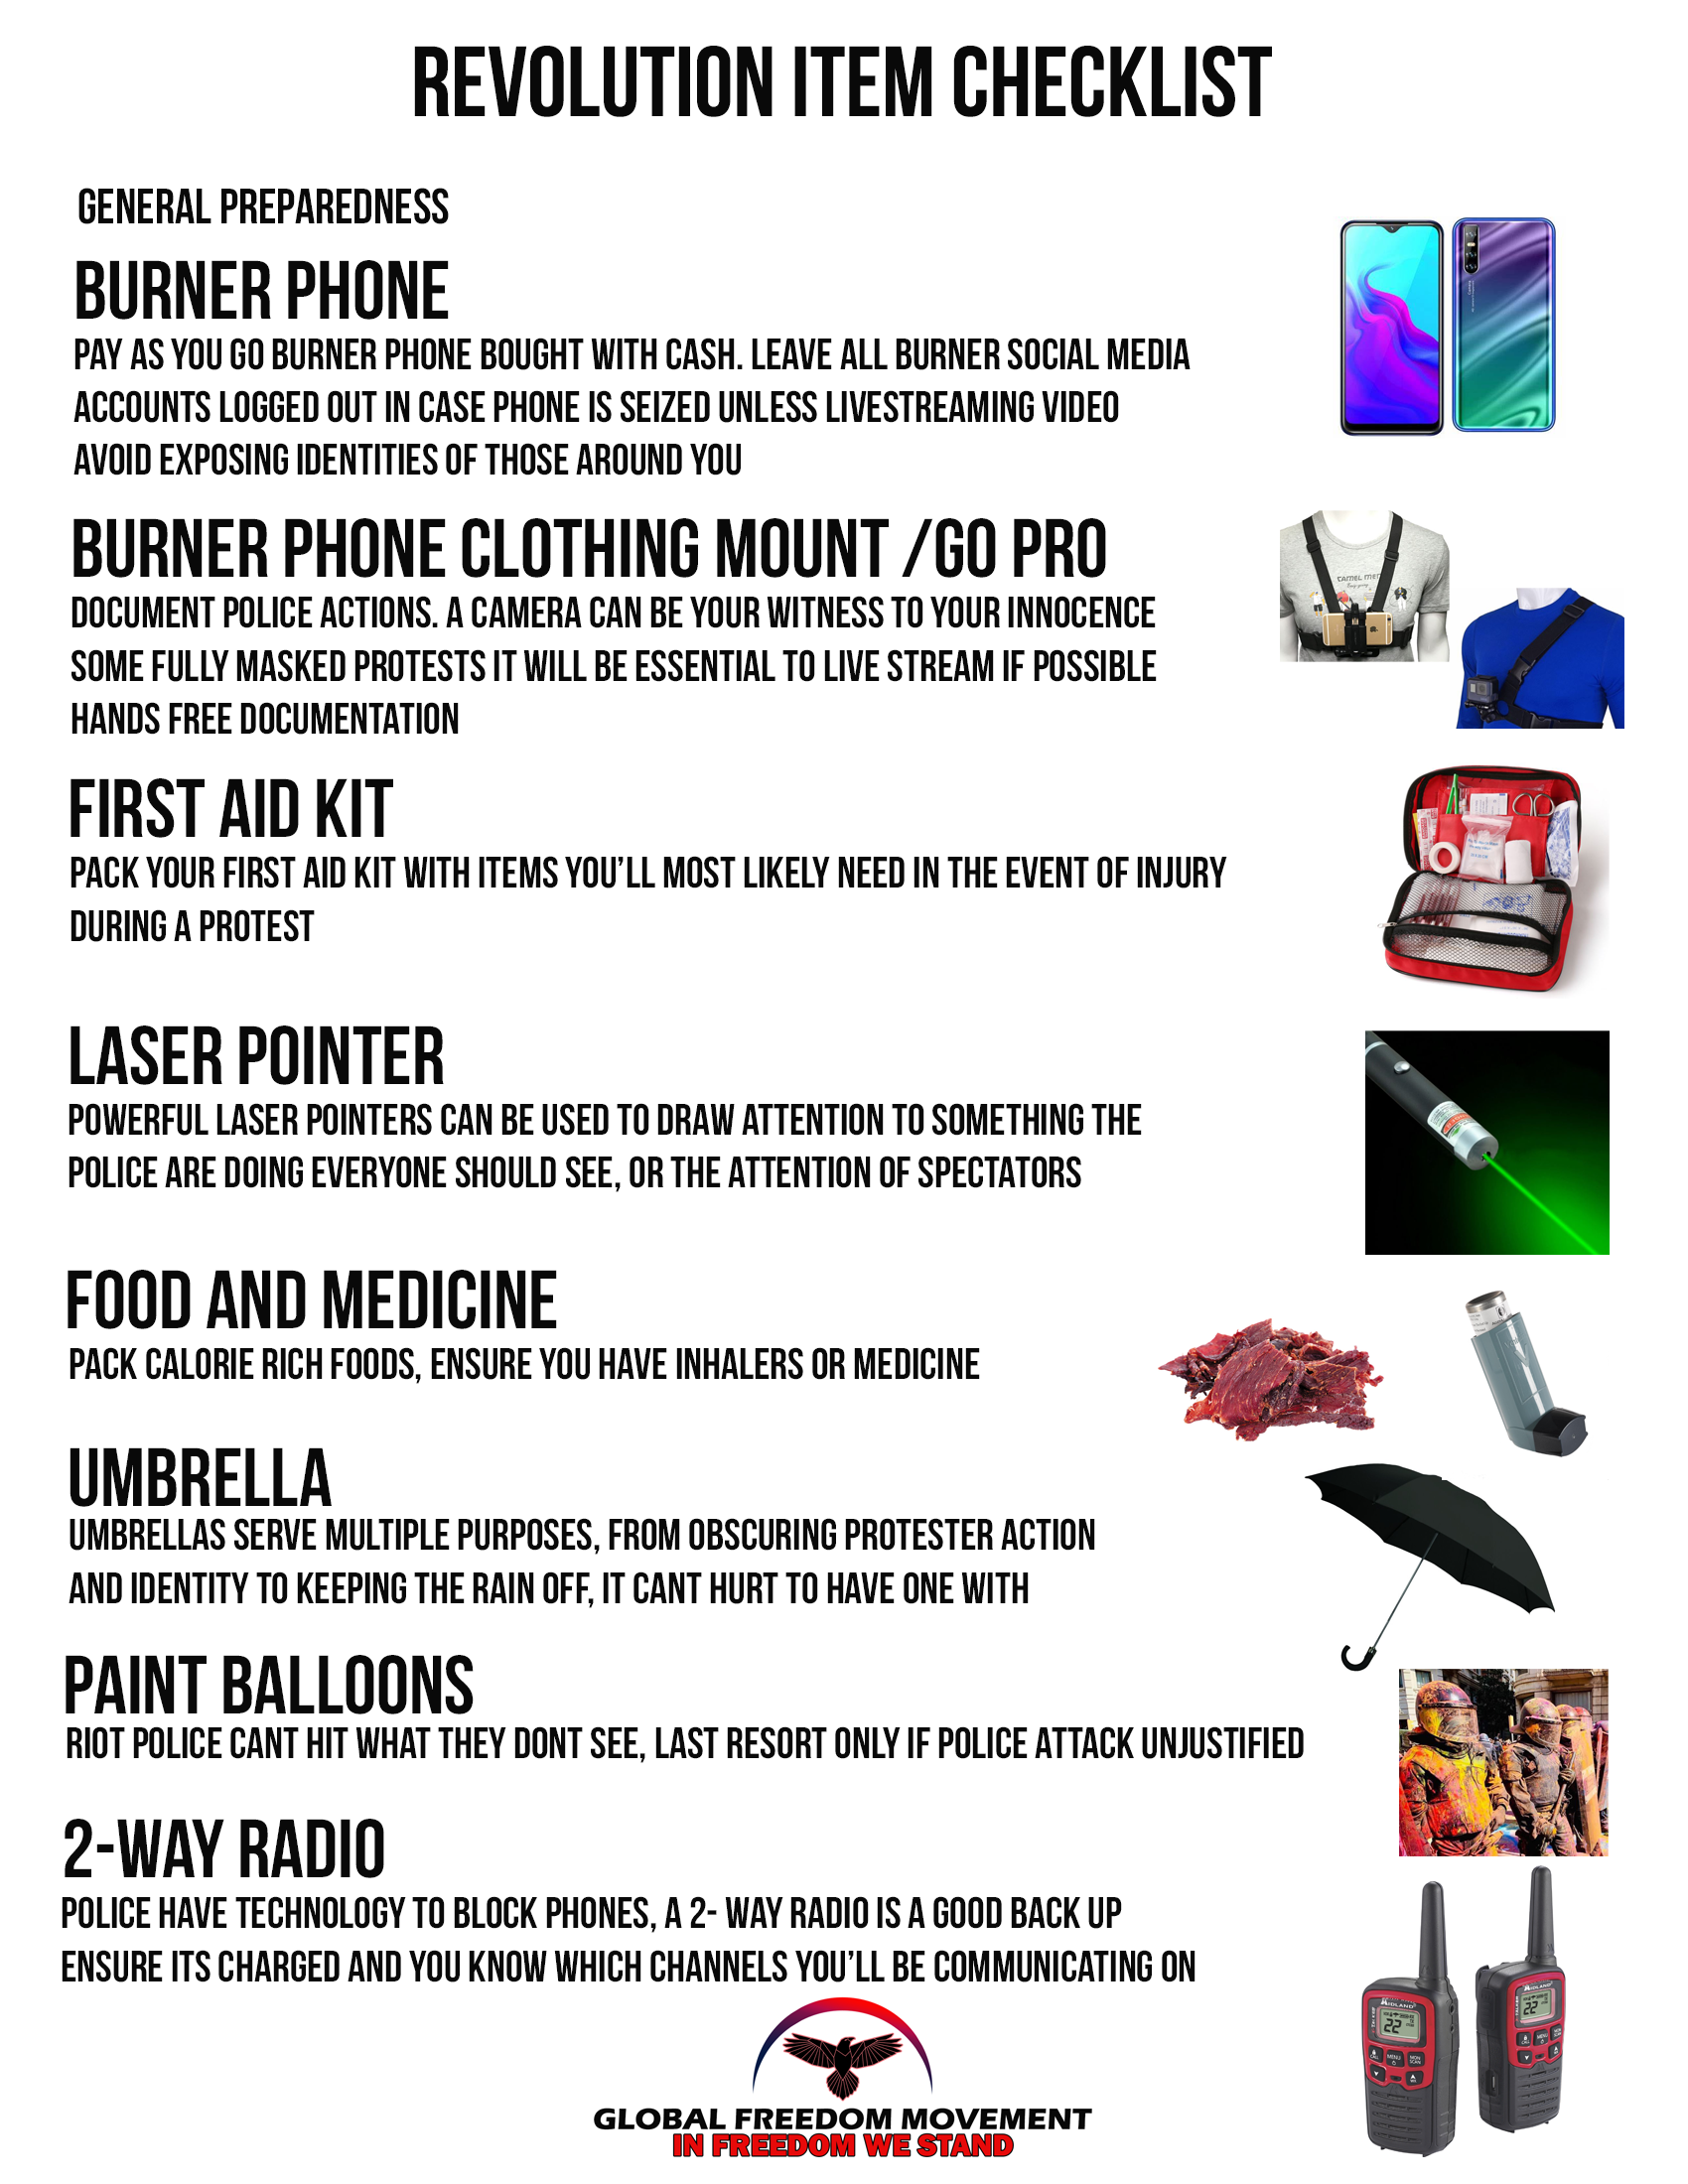 REVOLUTION ITEM CHECKLIST
GENERAL PREPAREDNESS
BURNER PHONE
PAY AS YOU GO BURNER PHONE BOUGHT WITH CASH. LEAVE ALL BURNER SOCIAL MEDIA
ACCOUNTS LOGGED OUT IN CASE PHONE IS SEIZED UNLESS LIVESTREAMING VIDEO
AVOID EXPOSING IDENTITIES OF THOSE AROUND YOU
BURNER PHONE CLOTHING MOUNT /GO PRO
DOCUMENT POLICE ACTIONS. A CAMERA CAN BE YOUR WITNESS TO YOUR INNOCENCE
SOME FULLY MASKED PROTESTS IT WILL BE ESSENTIAL TO LIVE STREAM IF POSSIBLE
HANDS FREE DOCUMENTATION
FIRST AID KIT
PACK YOUR FIRST AID KIT WITH ITEMS YOU'LL MOST LIKELY NEED IN THE EVENT OF INJURY
DURING A PROTEST
LASER POINTER
POWERFUL LASER POINTERS CAN BE USED TO DRAW ATTENTION TO SOMETHING THE
POLICE ARE DOING EVERYONE SHOULD SEE, OR THE ATTENTION OF SPECTATORS
FOOD AND MEDICINE
PACK CALORIE RICH FOODS, ENSURE YOU HAVE INHALERS OR MEDICINE
UMBRELLA
UMBRELLAS SERVE MULTIPLE PURPOSES, FROM OBSCURING PROTESTER ACTION
AND IDENTITY TO KEEPING THE RAIN OFF, IT CANT HURT TO HAVE ONE WITH
PAINT BALLOONS
RIOT POLICE CANT HIT WHAT THEY DONT SEE, LAST RESORT ONLY IF POLICE ATTACK UNJUSTIFIED
2-WAY RADIO
POLICE HAVE TECHNOLOGY TO BLOCK PHONES, A 2- WAY RADIO IS A GOOD BACK UP
ENSURE ITS CHARGED AND YOU KNOW WHICH CHANNELS YOU'LL BE COMMUNICATING ON
MIDLAND
22
MIDLAND
22
GLOBAL FREEDOM MOVEMENT
IN FREEDOM WE STAND